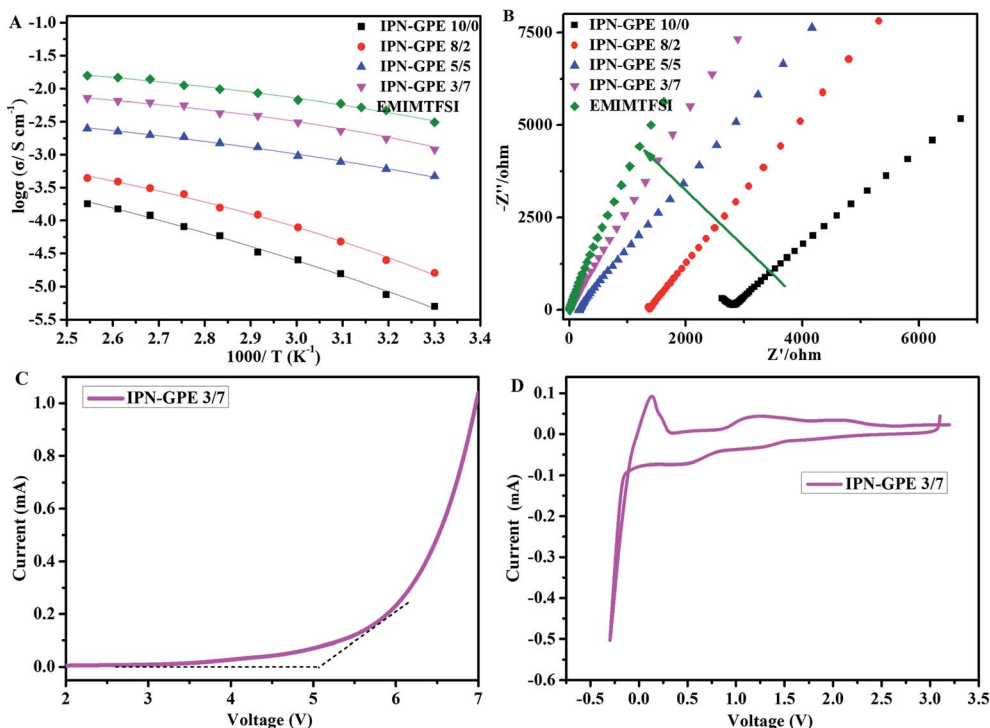 A
-1.0
-1.5
-2.0
-2.5
-3.0
-3.5
-4.0
-4.5
-5.0
-5.5
logσ (σ/ S cm⁻¹)
IPN-GPE 10/0
IPN-GPE 8/2
IPN-GPE 5/5
IPN-GPE 3/7
EMIMTFSI
2.5 2.6 2.7 2.8 2.9 3.0 3.1 3.2 3.3 3.4
1000/ T (K⁻¹)
B
7500
5000
2500
0
-Z''/ohm
IPN-GPE 10/0
IPN-GPE 8/2
IPN-GPE 5/5
IPN-GPE 3/7
EMIMTFSI
0 2000 4000 6000
Z'/ohm
C
IPN-GPE 3/7
1.0
0.8
0.6
0.4
0.2
0.0
Current (mA)
2 3 4 5 6 7
Voltage (V)
D
0.1
0.0
-0.1
-0.2
-0.3
-0.4
-0.5
-0.6
Current (mA)
IPN-GPE 3/7
-0.5 0.0 0.5 1.0 1.5 2.0 2.5 3.0 3.5
Voltage (V)